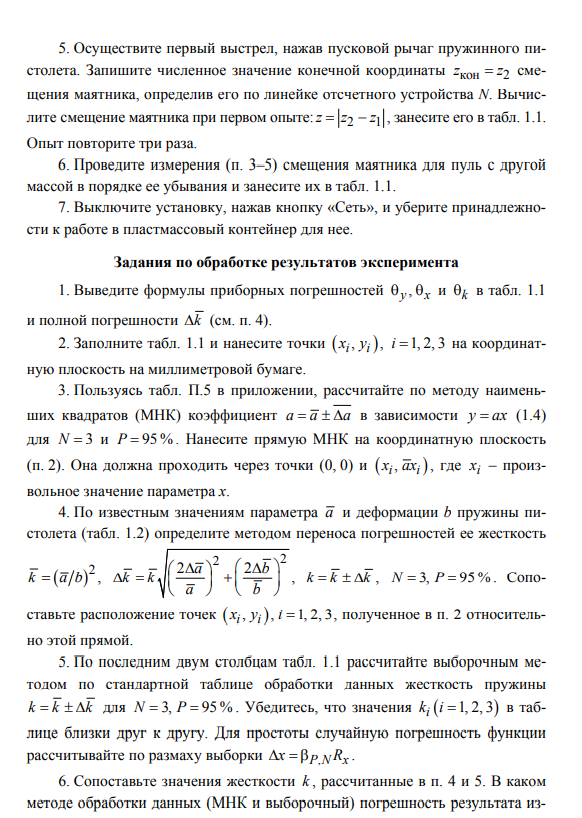 5. Осуществите первый выстрел, нажав пусковой рычаг пружинного пи-
столета. Запишите численное значение конечной координаты z_кон = z₂ сме-
щения маятника, определив его по линейке отсчетного устройства N. Вычис-
лите смещение маятника при первом опыте: z = |z₂ − z₁|, занесите его в табл. 1.1.
Опыт повторите три раза.
6. Проведите измерения (п. 3–5) смещения маятника для пуль с другой
массой в порядке ее убывания и занесите их в табл. 1.1.
7. Выключите установку, нажав кнопку «Сеть», и уберите принадлежно-
сти к работе в пластмассовый контейнер для нее.
Задания по обработке результатов эксперимента
1. Выведите формулы приборных погрешностей θ_y, θ_x и θ_k в табл. 1.1
и полной погрешности Δk̅ (см. п. 4).
2. Заполните табл. 1.1 и нанесите точки (x_i, y_i), i = 1, 2, 3 на координат-
ную плоскость на миллиметровой бумаге.
3. Пользуясь табл. П.5 в приложении, рассчитайте по методу наимень-
ших квадратов (МНК) коэффициент a = a̅ ± Δa̅ в зависимости y = ax (1.4)
для N = 3 и P = 95 %. Нанесите прямую МНК на координатную плоскость
(п. 2). Она должна проходить через точки (0, 0) и (x_i, a̅x_i), где x_i – произ-
вольное значение параметра x.
4. По известным значениям параметра a̅ и деформации b пружины пи-
столета (табл. 1.2) определите методом переноса погрешностей ее жесткость
k̅ = (a̅/b)², Δk̅ = k̅ √((2Δa̅/a̅)² + (2Δb̅/b̅)²), k = k̅ ± Δk̅, N = 3, P = 95 %. Сопо-
ставьте расположение точек (x_i, y_i), i = 1, 2, 3, полученное в п. 2 относитель-
но этой прямой.
5. По последним двум столбцам табл. 1.1 рассчитайте выборочным ме-
тодом по стандартной таблице обработки данных жесткость пружины
k = k̅ ± Δk̅ для N = 3, P = 95 %. Убедитесь, что значения k_i (i = 1, 2, 3) в таб-
лице близки друг к другу. Для простоты случайную погрешность функции
рассчитывайте по размаху выборки Δx = β_P,N R_x.
6. Сопоставьте значения жесткости k, рассчитанные в п. 4 и 5. В каком
методе обработки данных (МНК и выборочный) погрешность результата из-